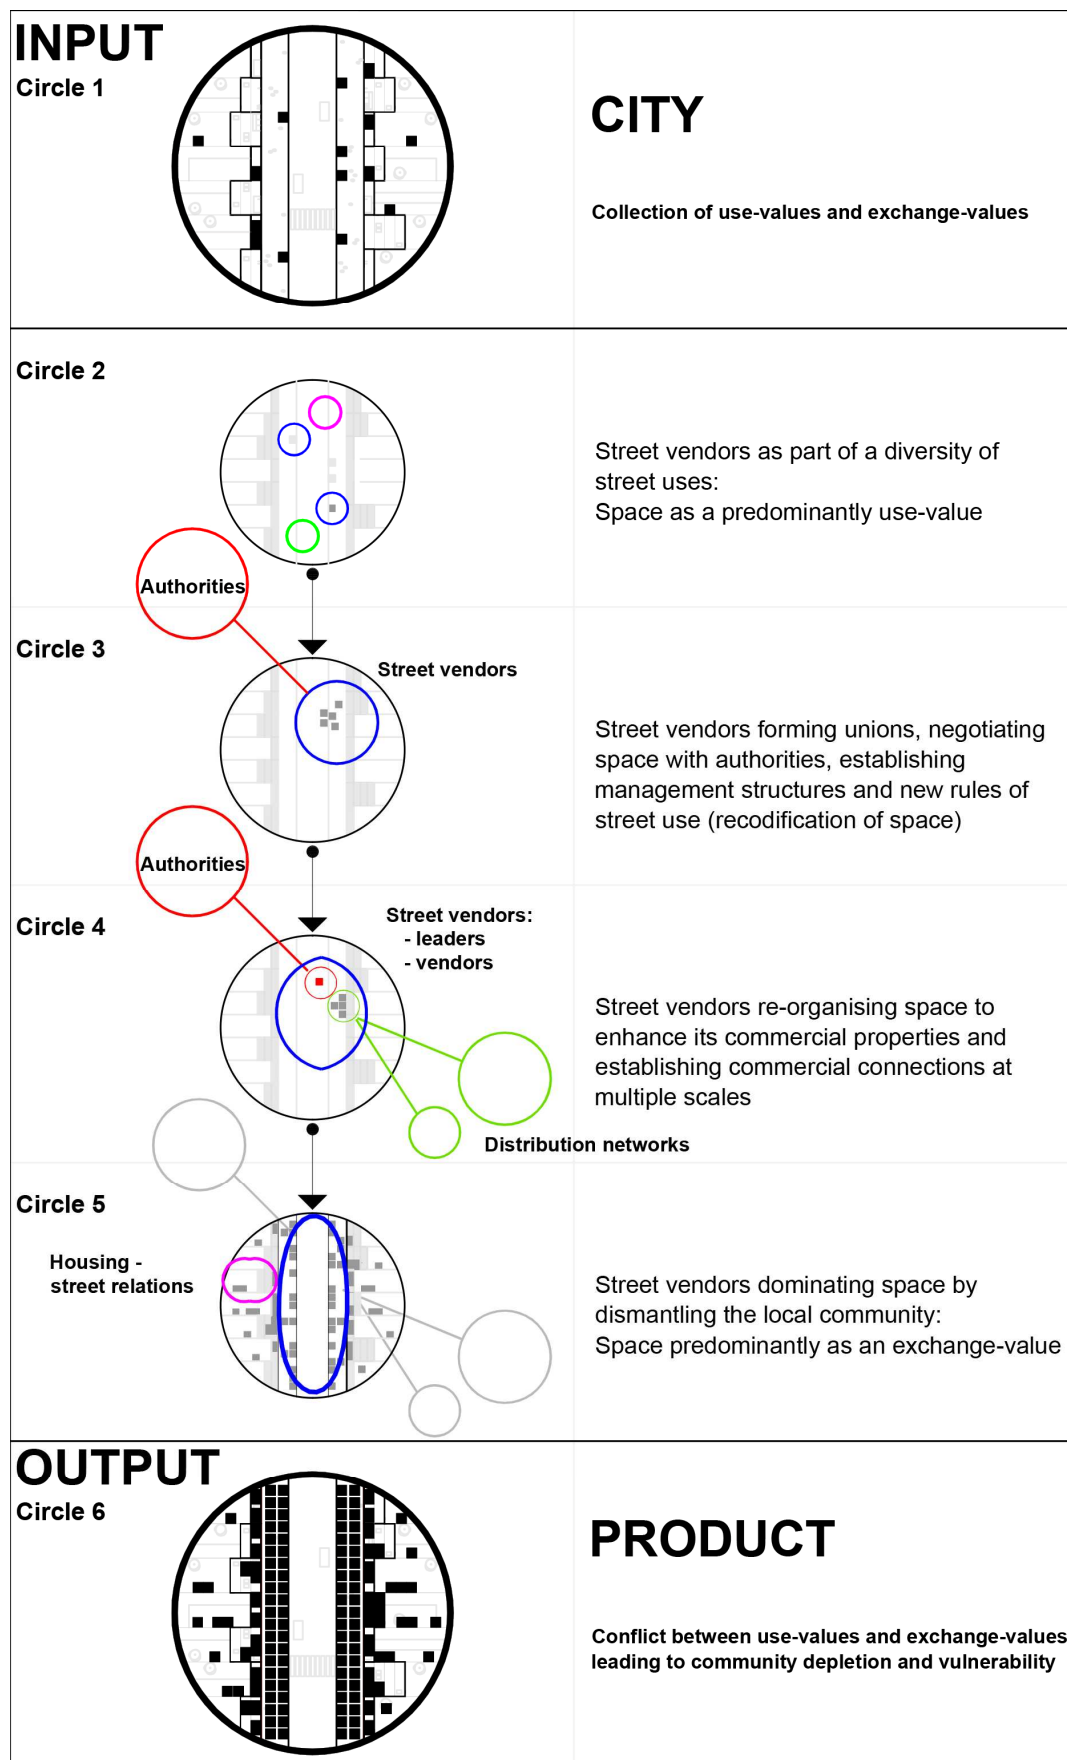 INPUT
Circle 1
CITY
Collection of use-values and exchange-values
Circle 2
Street vendors as part of a diversity of
street uses:
Space as a predominantly use-value
Authorities
Circle 3
Street vendors
Street vendors forming unions, negotiating
space with authorities, establishing
management structures and new rules of
street use (recodification of space)
Authorities
Circle 4
Street vendors:
- leaders
- vendors
Street vendors re-organising space to
enhance its commercial properties and
establishing commercial connections at
multiple scales
Distribution networks
Circle 5
Housing -
street relations
Street vendors dominating space by
dismantling the local community:
Space predominantly as an exchange-value
OUTPUT
Circle 6
PRODUCT
Conflict between use-values and exchange-values
leading to community depletion and vulnerability